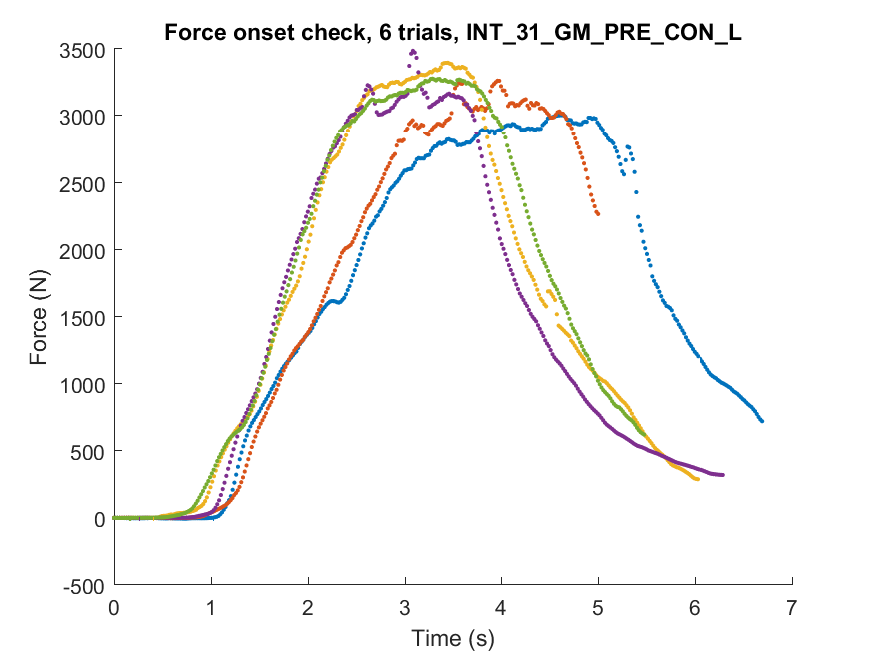 Force onset check, 6 trials, INT_31_GM_PRE_CON_L
3500
3000
2500
2000
1500
1000
500
0
-500
Force (N)
0 1 2 3 4 5 6 7
Time (s)